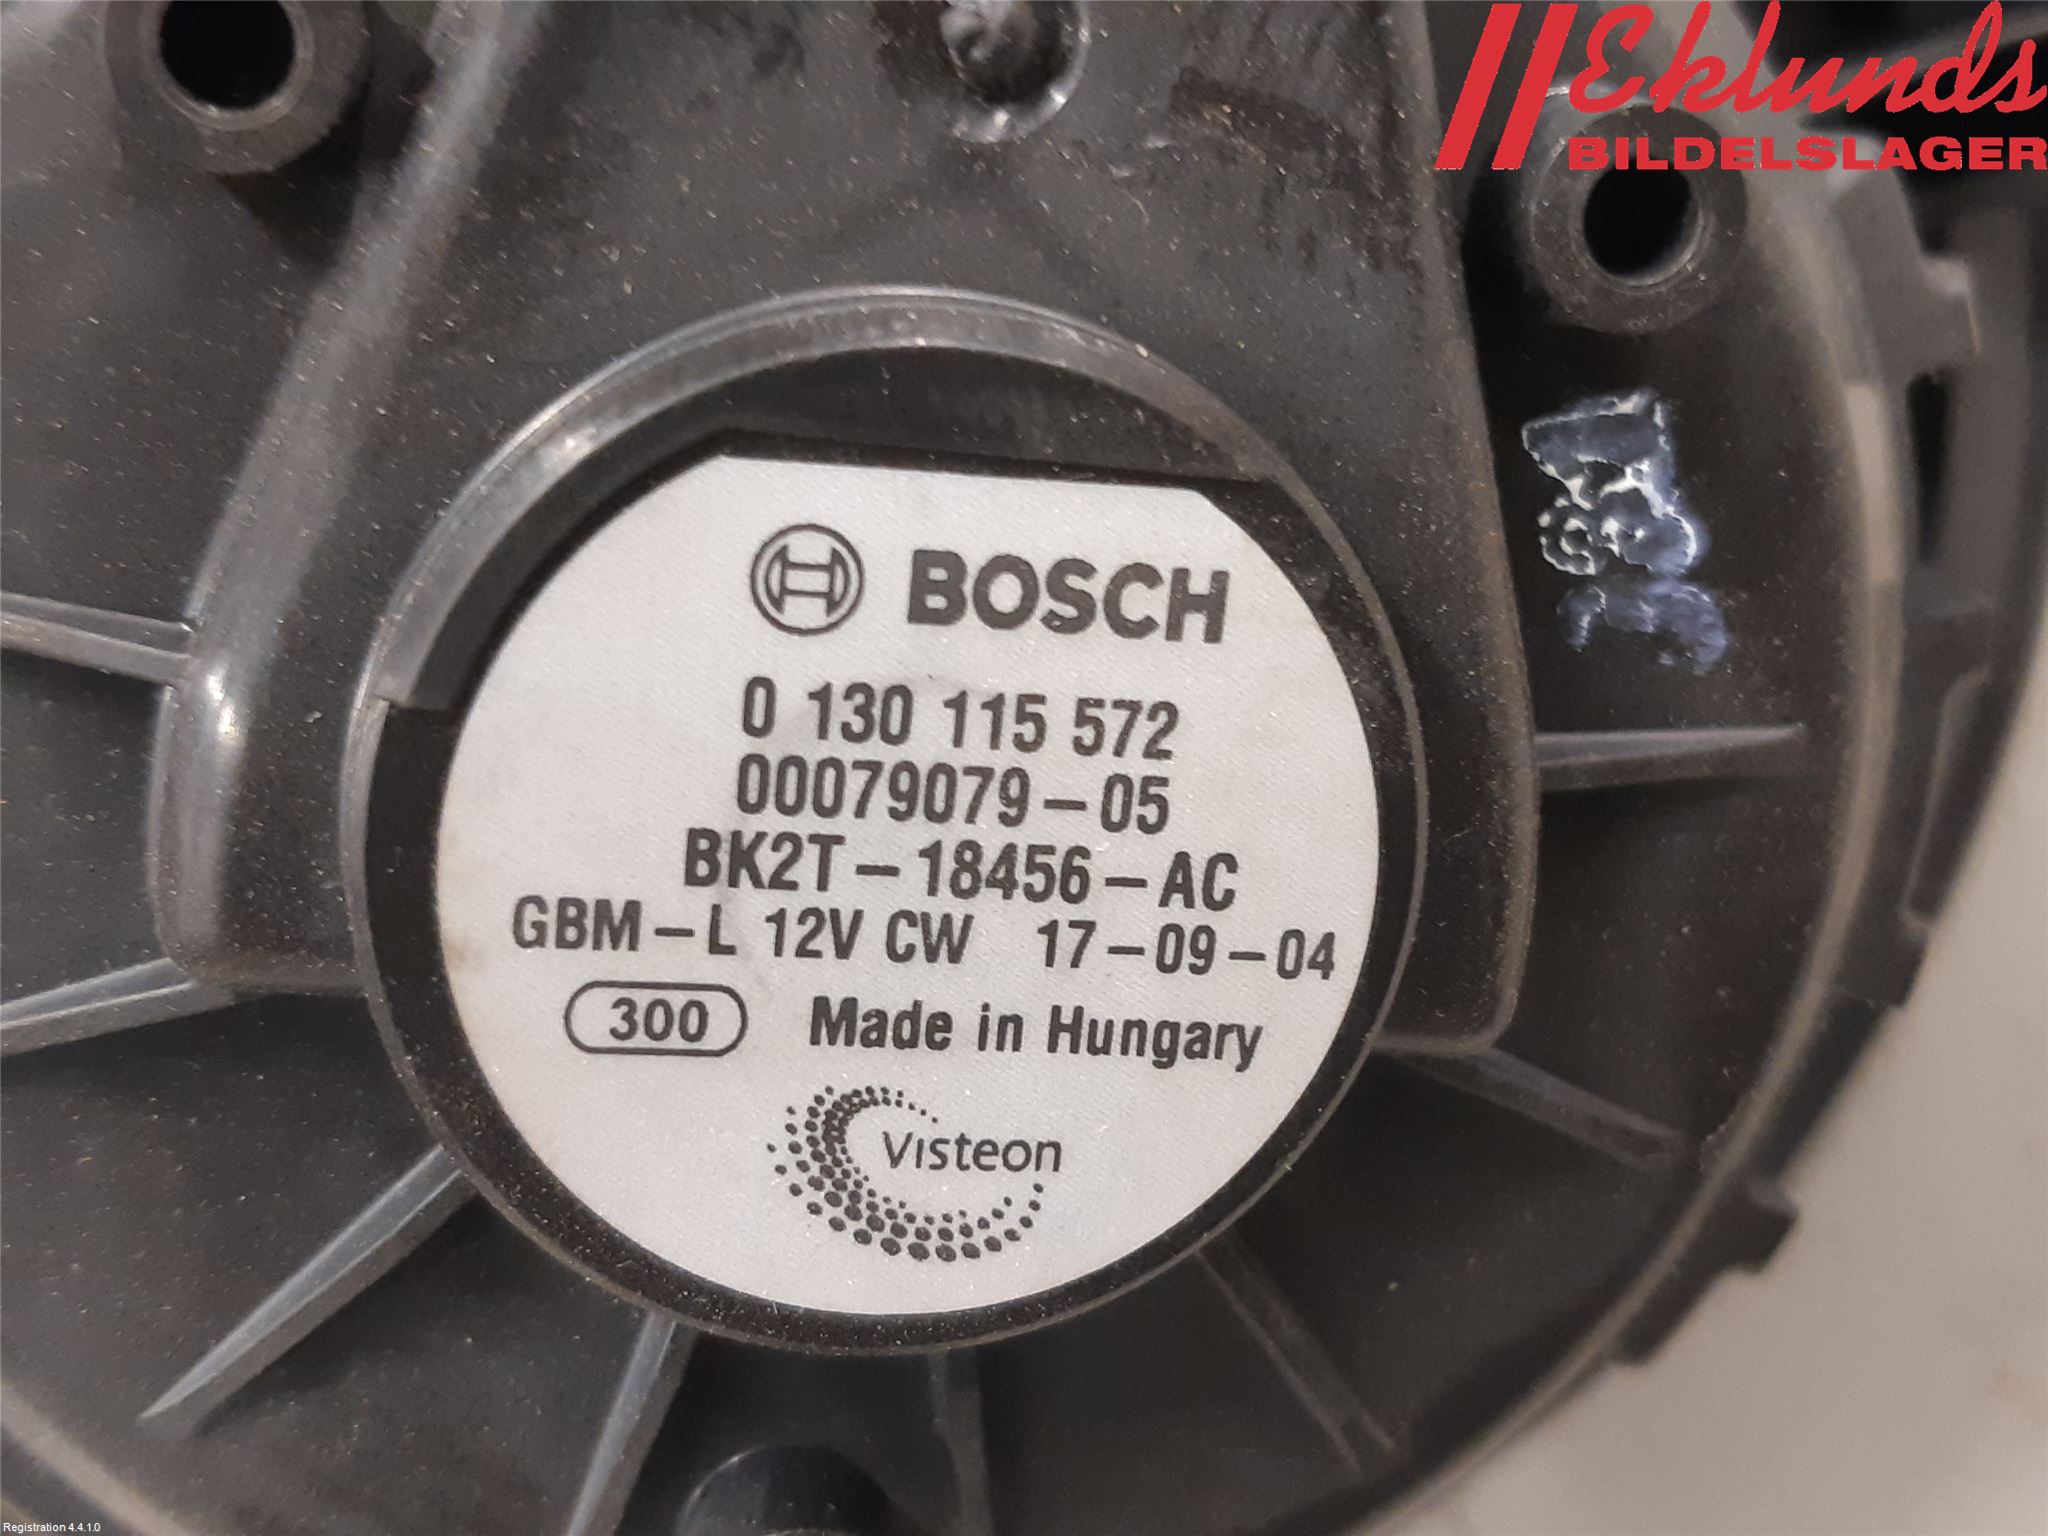 Eklunds
BILDELSLAGER
BOSCH
0 130 115 572
00079079-05
BK2T-18456-AC
GBM-L 12V CW 17-09-04
300 Made in Hungary
Visteon
Registration 4.4.1.0